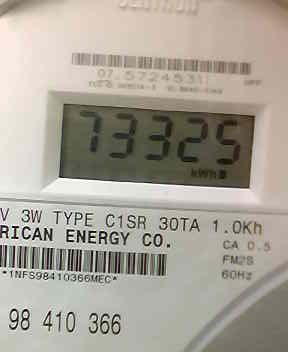 CENTRON
07.5724531
73325
kWh
V 3W TYPE C1SR 30TA 1.0Kh
RICAN ENERGY CO.
CA 0.5
FM2S
60Hz
*1NFS98410366MEC*
98 410 366